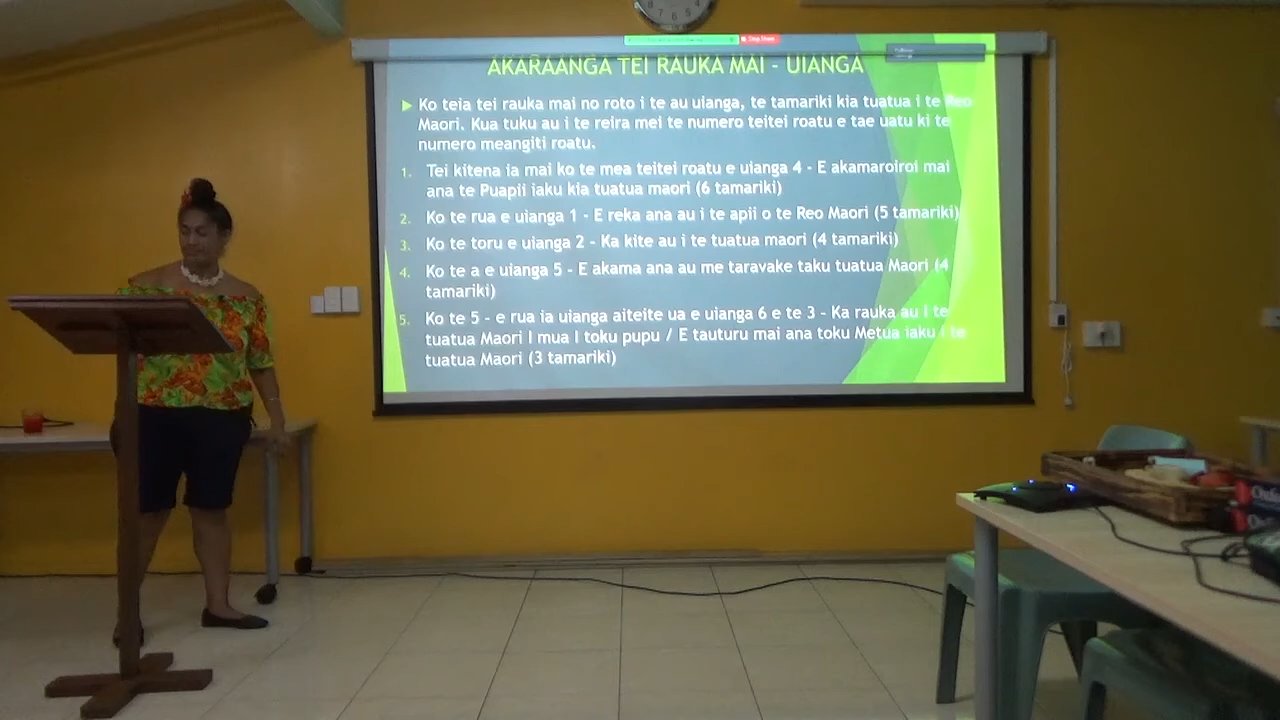 AKARAANGA TEI RAUKA MAI - UIANGA
Ko teia tei rauka mai no roto i te au uianga, te tamariki kia tuatua i te Reo
Maori. Kua tuku au i te reira mei te numero teitei roatu e tae uatu ki te
numero meangiti roatu.
1. Tei kitena ia mai ko te mea teitei roatu e uianga 4 - E akamaroiroi mai
ana te Puapii iaku kia tuatua maori (6 tamariki)
2. Ko te rua e uianga 1 - E reka ana au i te apii o te Reo Maori (5 tamariki)
3. Ko te toru e uianga 2 - Ka kite au i te tuatua maori (4 tamariki)
4. Ko te a e uianga 5 - E akama ana au me taravake taku tuatua Maori (4
tamariki)
5. Ko te 5 - e rua ia uianga aiteite ua e uianga 6 e te 3 - Ka rauka au i te
tuatua Maori I mua I toku pupu / E tauturu mai ana toku Metua iaku i te
tuatua Maori (3 tamariki)